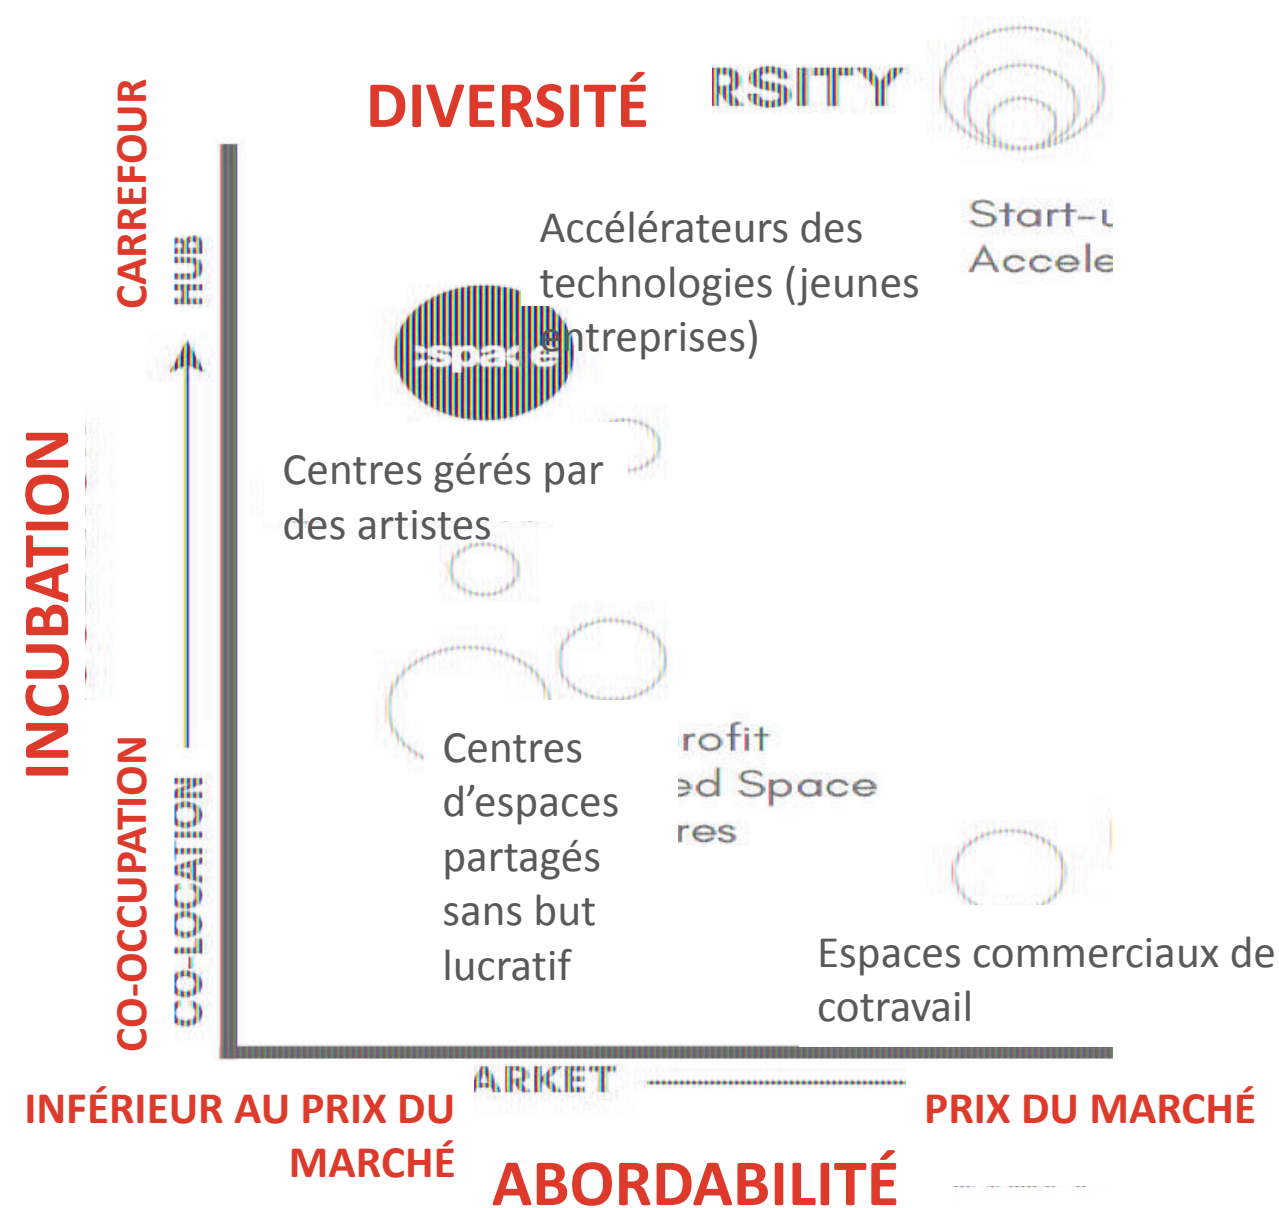 DIVERSITÉ
RSITY
CARREFOUR
HUB
Accélérateurs des
technologies (jeunes
entreprises)
Start-u
Accele
:space
Centres gérés par
des artistes
INCUBATION
CO-OCCUPATION
CO-LOCATION
Centres
d'espaces
partagés
sans but
lucratif
rofit
ed Space
res
Espaces commerciaux de
cotravail
ARKET
INFÉRIEUR AU PRIX DU
MARCHÉ
PRIX DU MARCHÉ
ABORDABILITÉ